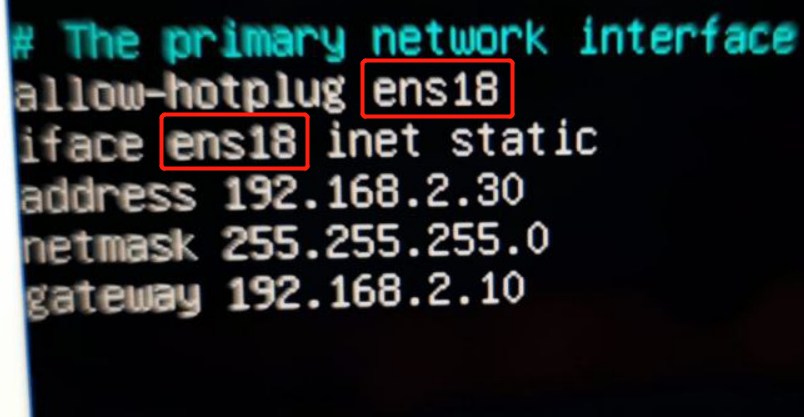 # The primary network interface
allow-hotplug ens18
iface ens18 inet static
address 192.168.2.30
netmask 255.255.255.0
gateway 192.168.2.10